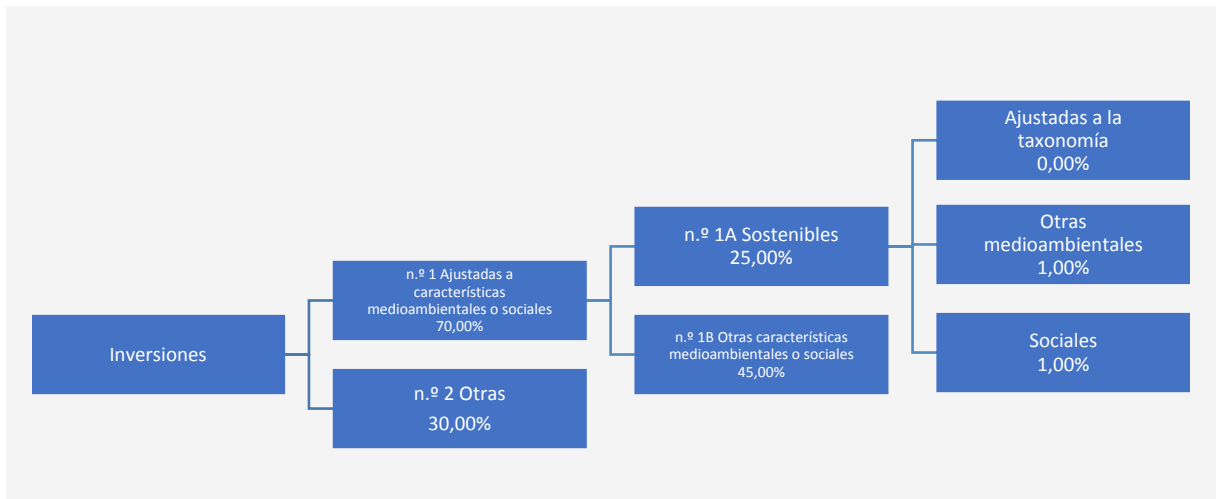 Inversiones
n.º 1 Ajustadas a
características
medioambientales o sociales
70,00%
n.º 2 Otras
30,00%
n.º 1A Sostenibles
25,00%
n.º 1B Otras características
medioambientales o sociales
45,00%
Ajustadas a la
taxonomía
0,00%
Otras
medioambientales
1,00%
Sociales
1,00%